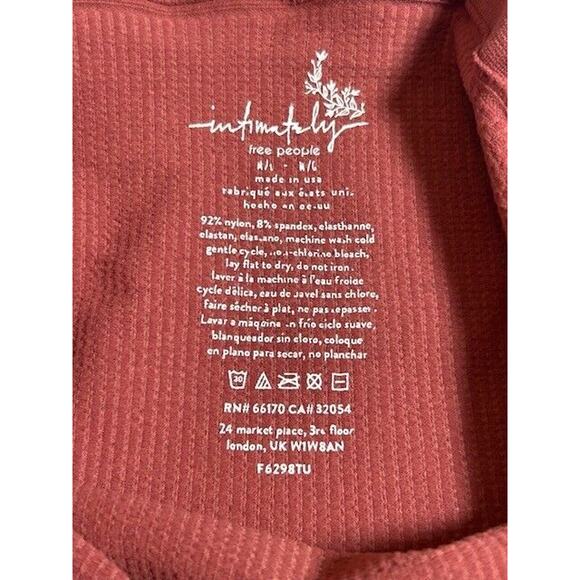 intimately
free people
M/L - M/G
made in usa
fabriqué aux états unis
hecho en ee-uu
92% nylon, 8% spandex, elasthanne,
elastan, elastano, machine wash cold
gentle cycle, non-chlorine bleach,
lay flat to dry, do not iron.
laver à la machine à l'eau froide
cycle délica, eau de javel sans chlore,
faire sécher à plat, ne pas repasser.
Lavar a máquina en frío ciclo suave,
blanqueador sin cloro, coloque
en plano para secar, no planchar
30
RN# 66170 CA# 32054
24 market place, 3rd floor
london, UK W1W8AN
F6298TU